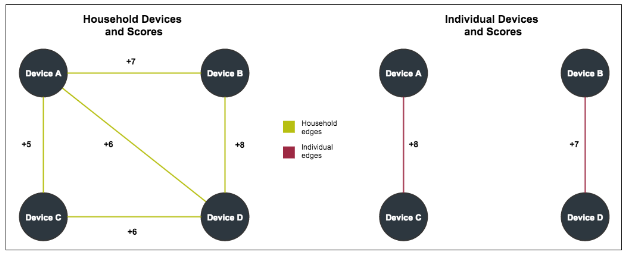 Household Devices
and Scores
Individual Devices
and Scores
Device A
+7
Device B
Device A
Device B
Household
edges
Individual
edges
+5
+6
+8
+8
+7
Device C
+6
Device D
Device C
Device D